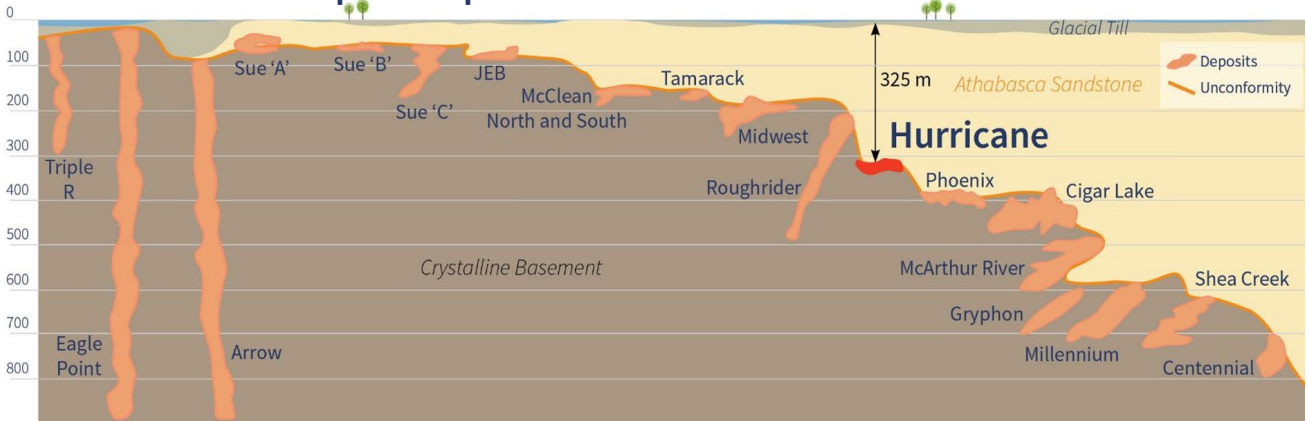 0
100
200
300
400
500
600
700
800
Glacial Till
Deposits
Unconformity
Athabasca Sandstone
325 m
Hurricane
Sue ‘A’
Sue ‘B’
Sue ‘C’
JEB
McClean
North and South
Tamarack
Midwest
Roughrider
Triple
R
Phoenix
Cigar Lake
Crystalline Basement
McArthur River
Shea Creek
Gryphon
Millennium
Centennial
Eagle
Point
Arrow